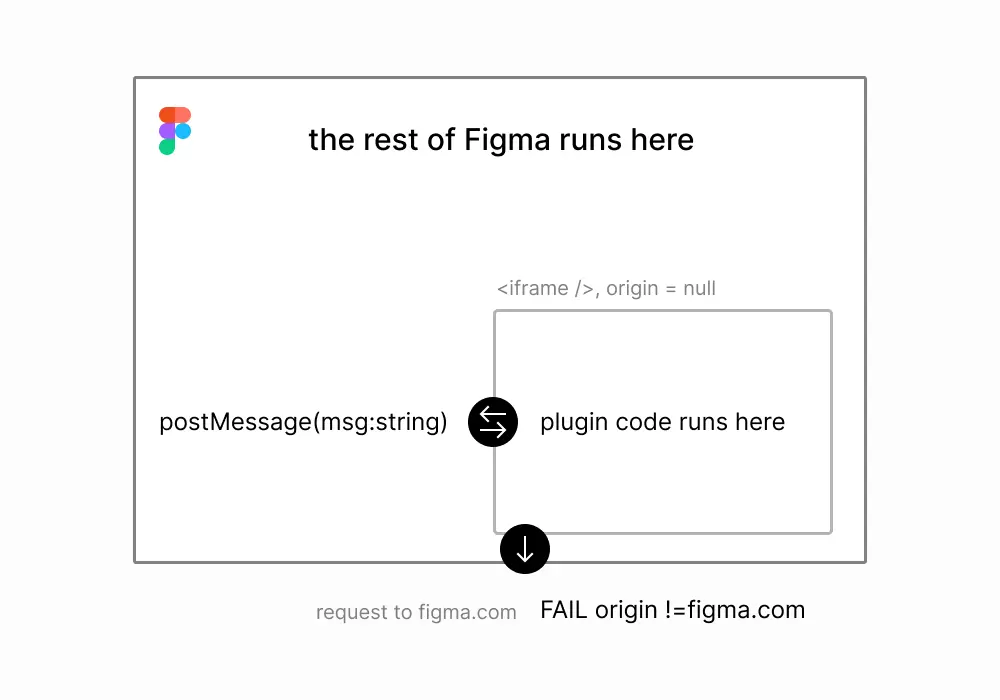 the rest of Figma runs here
<iframe />, origin = null
postMessage(msg:string)
plugin code runs here
request to figma.com
FAIL origin !=figma.com